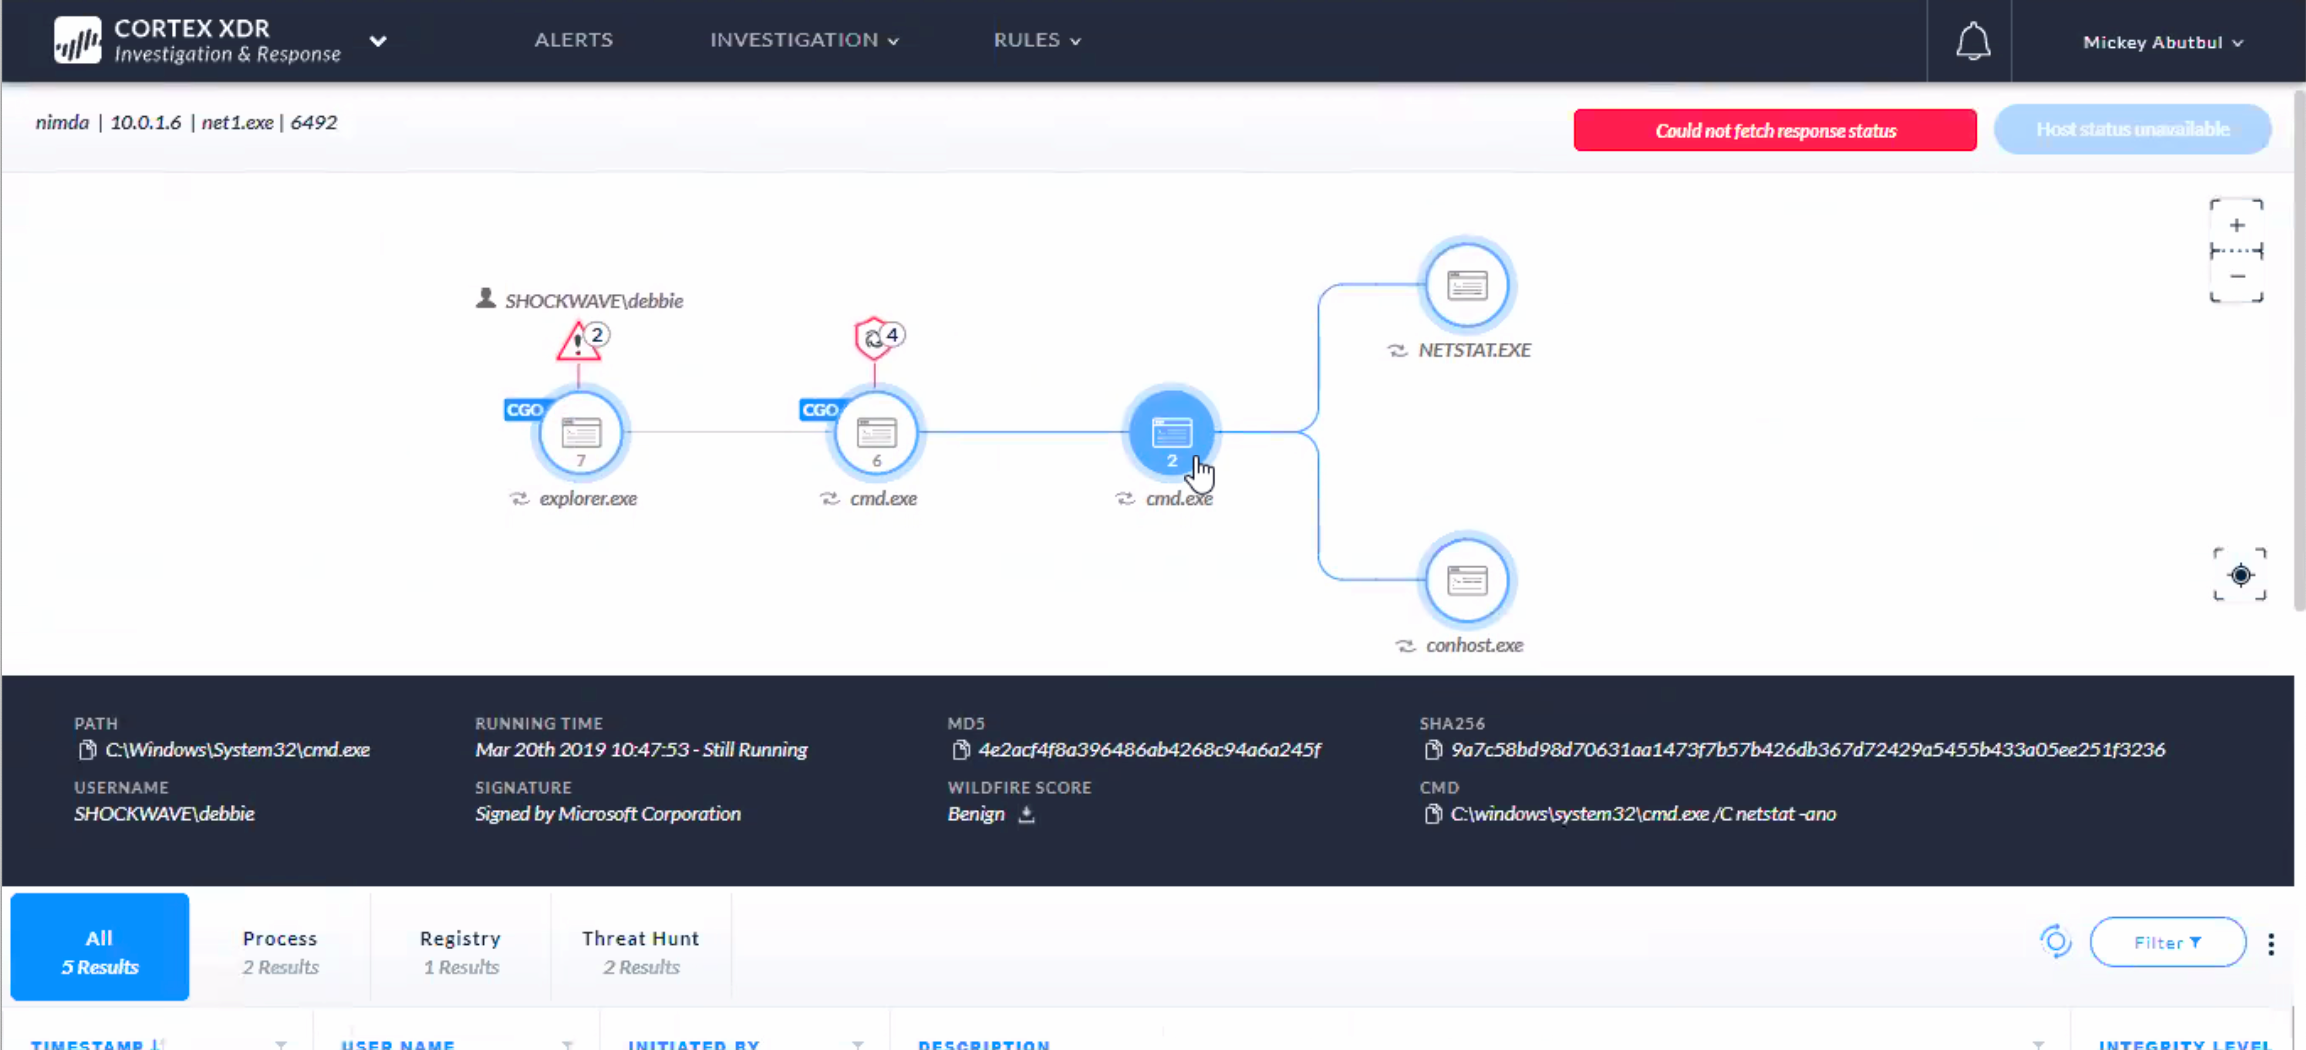 CORTEX XDR
Investigation & Response
ALERTS
INVESTIGATION
RULES
Mickey Abutbul
nimda | 10.0.1.6 | net1.exe | 6492
Could not fetch response status
Host status unavailable
SHOCKWAVE\debbie
2
4
CGO
7
explorer.exe
CGO
6
cmd.exe
2
cmd.exe
NETSTAT.EXE
conhost.exe
+
−
PATH
C:\Windows\System32\cmd.exe
RUNNING TIME
Mar 20th 2019 10:47:53 - Still Running
MD5
4e2acf4f8a396486ab4268c94a6a245f
SHA256
9a7c58bd98d70631aa1473f7b57b426db367d72429a5455b433a05ee251f3236
USERNAME
SHOCKWAVE\debbie
SIGNATURE
Signed by Microsoft Corporation
WILDFIRE SCORE
Benign
CMD
C:\windows\system32\cmd.exe /C netstat -ano
All
5 Results
Process
2 Results
Registry
1 Results
Threat Hunt
2 Results
Filter
TIMESTAMP
USER NAME
INITIATED BY
DESCRIPTION
INTEGRITY LEVEL